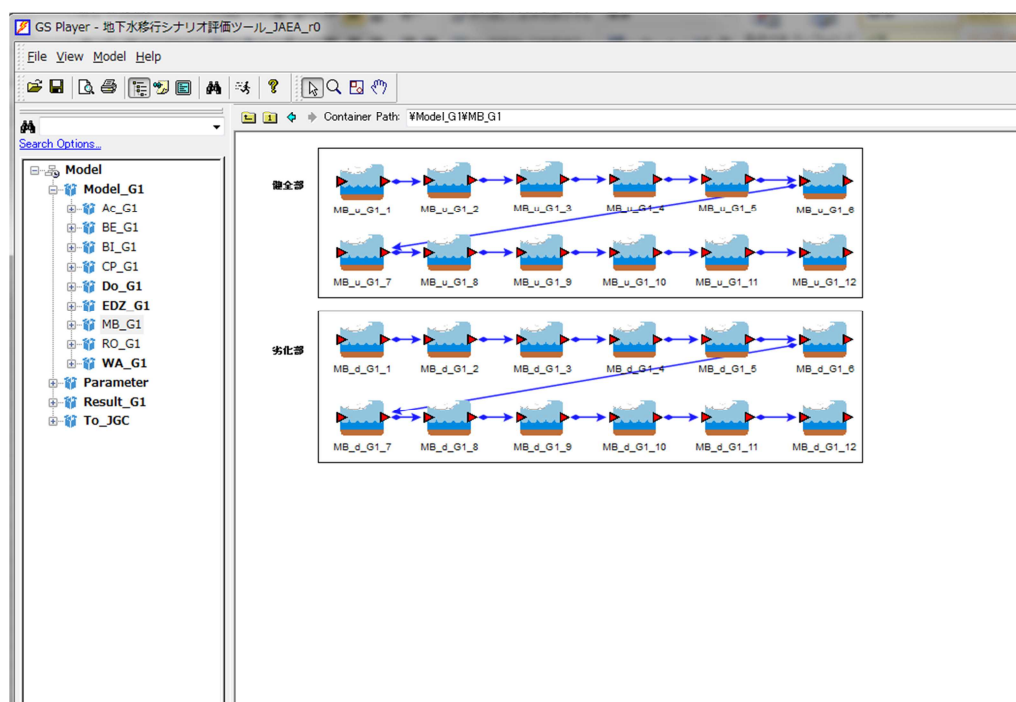 GS Player - 地下水移行シナリオ評価ツール_JAEA_r0
File View Model Help
Container Path: ¥Model_G1¥MB_G1
Search Options...
Model
Model_G1
Ac_G1
BE_G1
BI_G1
CP_G1
Do_G1
EDZ_G1
MB_G1
RO_G1
WA_G1
Parameter
Result_G1
To_JGC
健全部
MB_u_G1_1 MB_u_G1_2 MB_u_G1_3 MB_u_G1_4 MB_u_G1_5 MB_u_G1_6
MB_u_G1_7 MB_u_G1_8 MB_u_G1_9 MB_u_G1_10 MB_u_G1_11 MB_u_G1_12
劣化部
MB_d_G1_1 MB_d_G1_2 MB_d_G1_3 MB_d_G1_4 MB_d_G1_5 MB_d_G1_6
MB_d_G1_7 MB_d_G1_8 MB_d_G1_9 MB_d_G1_10 MB_d_G1_11 MB_d_G1_12